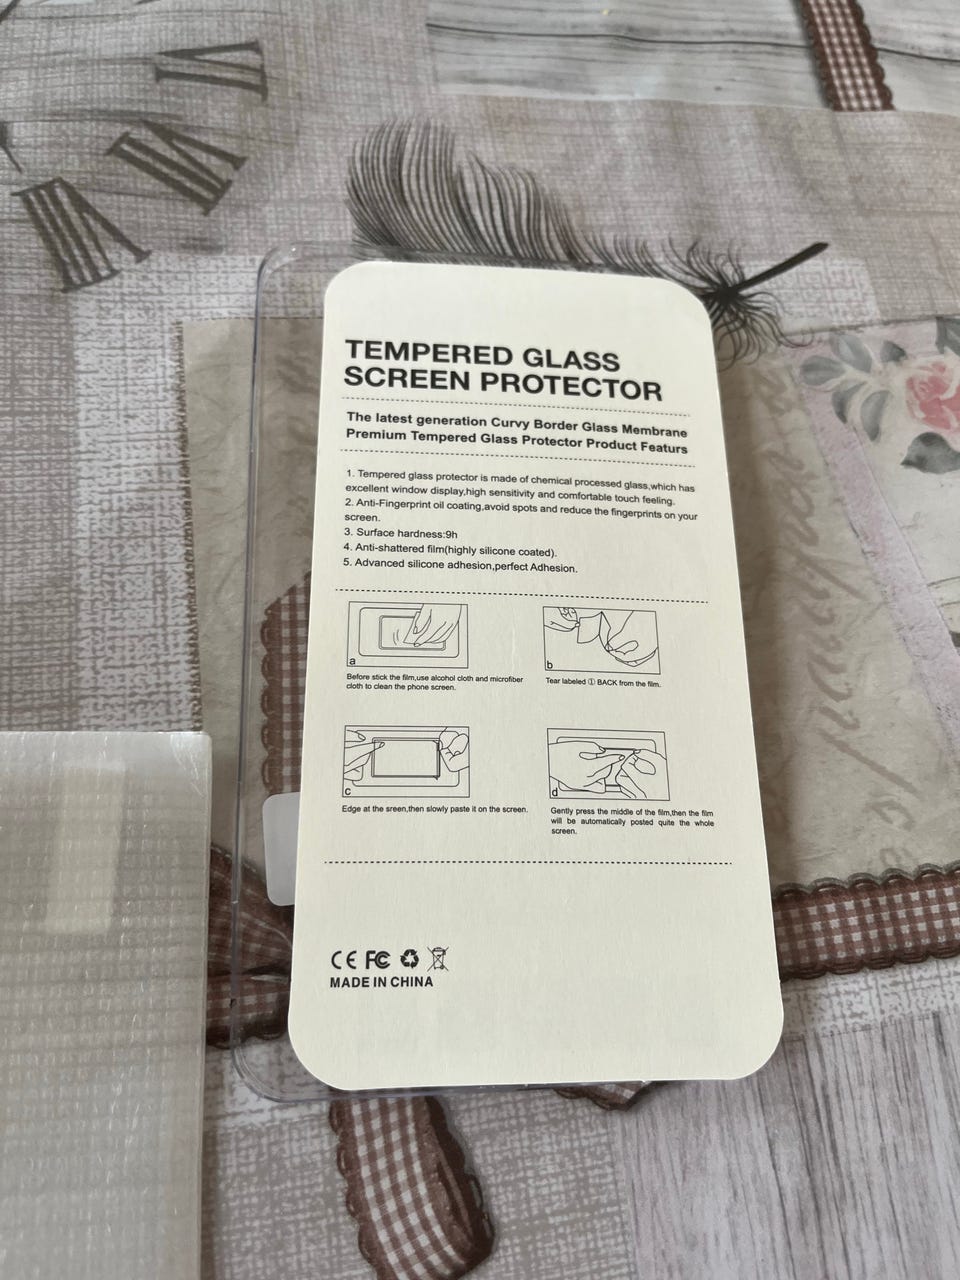 TEMPERED GLASS
SCREEN PROTECTOR
The latest generation Curvy Border Glass Membrane
Premium Tempered Glass Protector Product Featurs
1. Tempered glass protector is made of chemical processed glass,which has
excellent window display,high sensitivity and comfortable touch feeling.
2. Anti-Fingerprint oil coating,avoid spots and reduce the fingerprints on your
screen.
3. Surface hardness:9h
4. Anti-shattered film(highly silicone coated).
5. Advanced silicone adhesion,perfect Adhesion.
a
Before stick the film,use alcohol cloth and microfiber
cloth to clean the phone screen.
b
Tear labeled ① BACK from the film.
c
Edge at the sreen,then slowly paste it on the screen.
d
Gently press the middle of the film,then the film
will be automatically posted quite the whole
screen.
CE FC
MADE IN CHINA